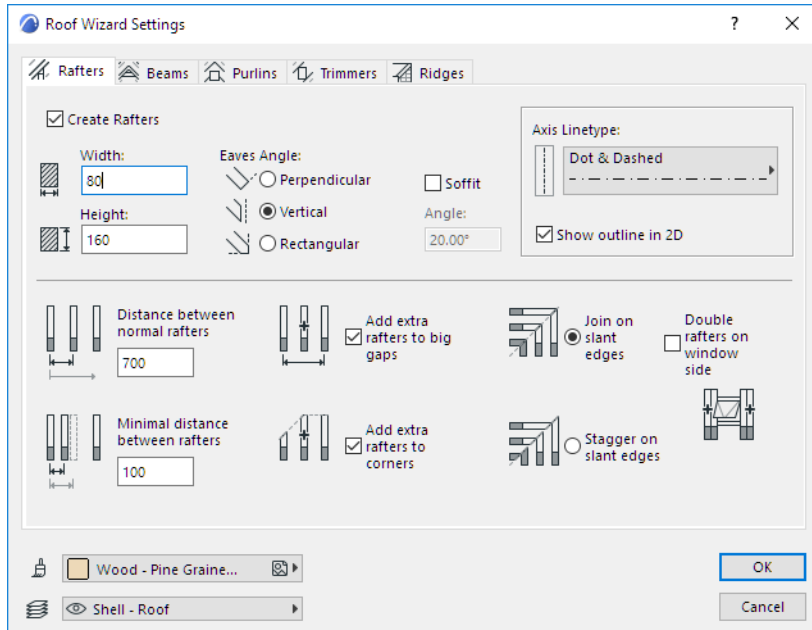 Roof Wizard Settings
?
Rafters
Beams
Purlins
Trimmers
Ridges
Create Rafters
Width:
80
Height:
160
Eaves Angle:
Perpendicular
Vertical
Rectangular
Soffit
Angle:
20.00°
Axis Linetype:
Dot & Dashed
Show outline in 2D
Distance between
normal rafters
700
Add extra
rafters to big
gaps
Join on
slant
edges
Double
rafters on
window
side
Minimal distance
between rafters
100
Add extra
rafters to
corners
Stagger on
slant edges
Wood - Pine Graine...
OK
Shell - Roof
Cancel